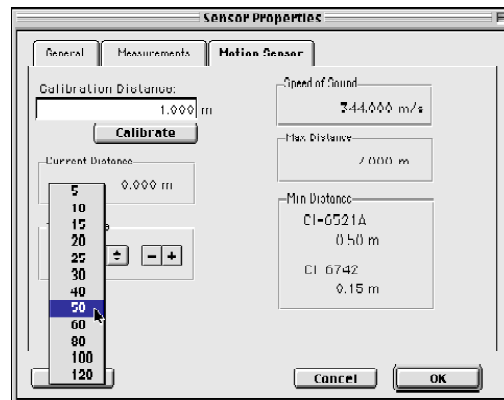 Sensor Properties
General
Measurements
Motion Sensor
Calibration Distance:
1.000 m
Calibrate
Current Distance
0.000 m
5
10
15
20
25
30
40
50
60
80
100
120
- +
Speed of Sound
344.000 m/s
Max Distance
7.000 m
Min Distance
CI-6521A
0.50 m
CI-6742
0.15 m
Cancel
OK